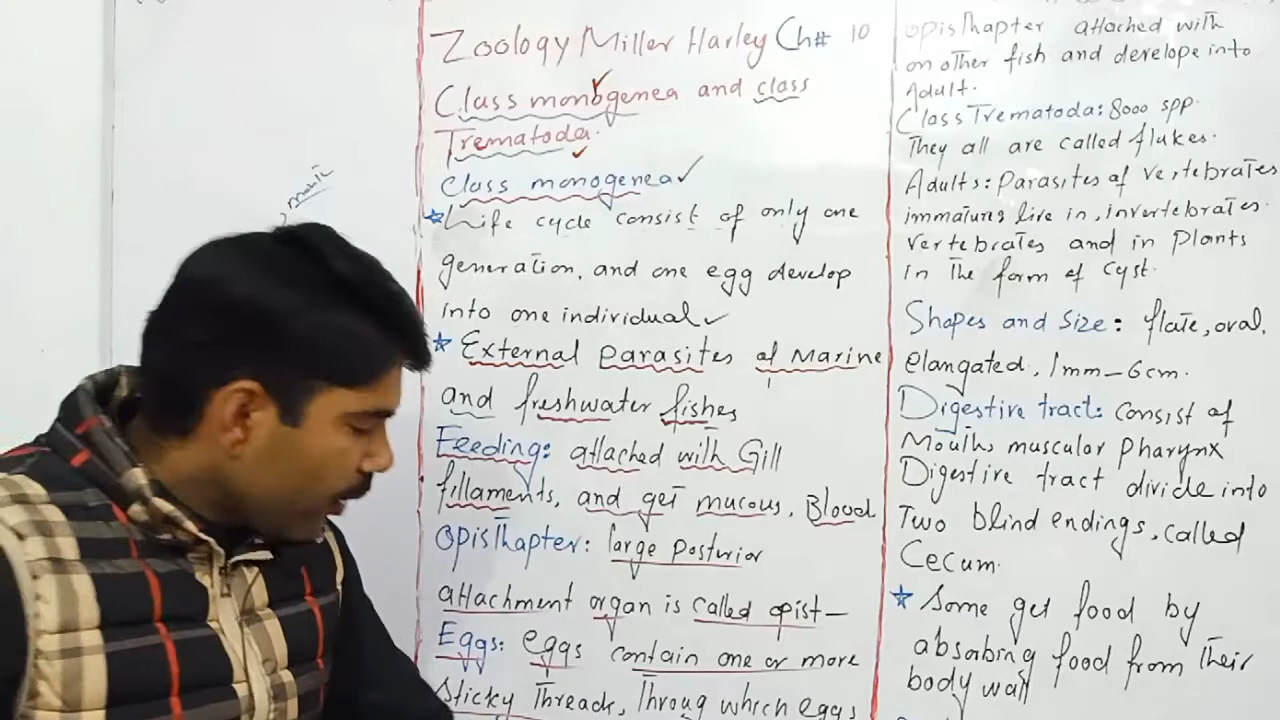 Zoology Miller Harley Ch# 10
Class monogenea and class
Trematoda.
Class monogenea
Life cycle consist of only one
generation, and one egg develop
into one individual
External parasites of Marine
and freshwater fishes
Feeding: attached with Gill
fillaments, and get mucous, Blood
opisthapter: large posterior
attachment organ is called opist—
Eggs: eggs contain one or more
Sticky Threads, Throug which eggs
opisthapter attached with
on other fish and develope into
Adult.
Class Trematoda: 8000 spp.
They all are called flukes.
Adults: Parasites of vertebrates
immatures live in, invertebrates.
vertebrates and in plants
in the form of cyst.
Shapes and size: flate, oval,
elangated, 1mm—6cm.
Digestive tract: consist of
Mouth, muscular pharynx
Digestive tract divide into
Two blind endings, called
Cecum.
Some get food by
absorbing food from their
body wall